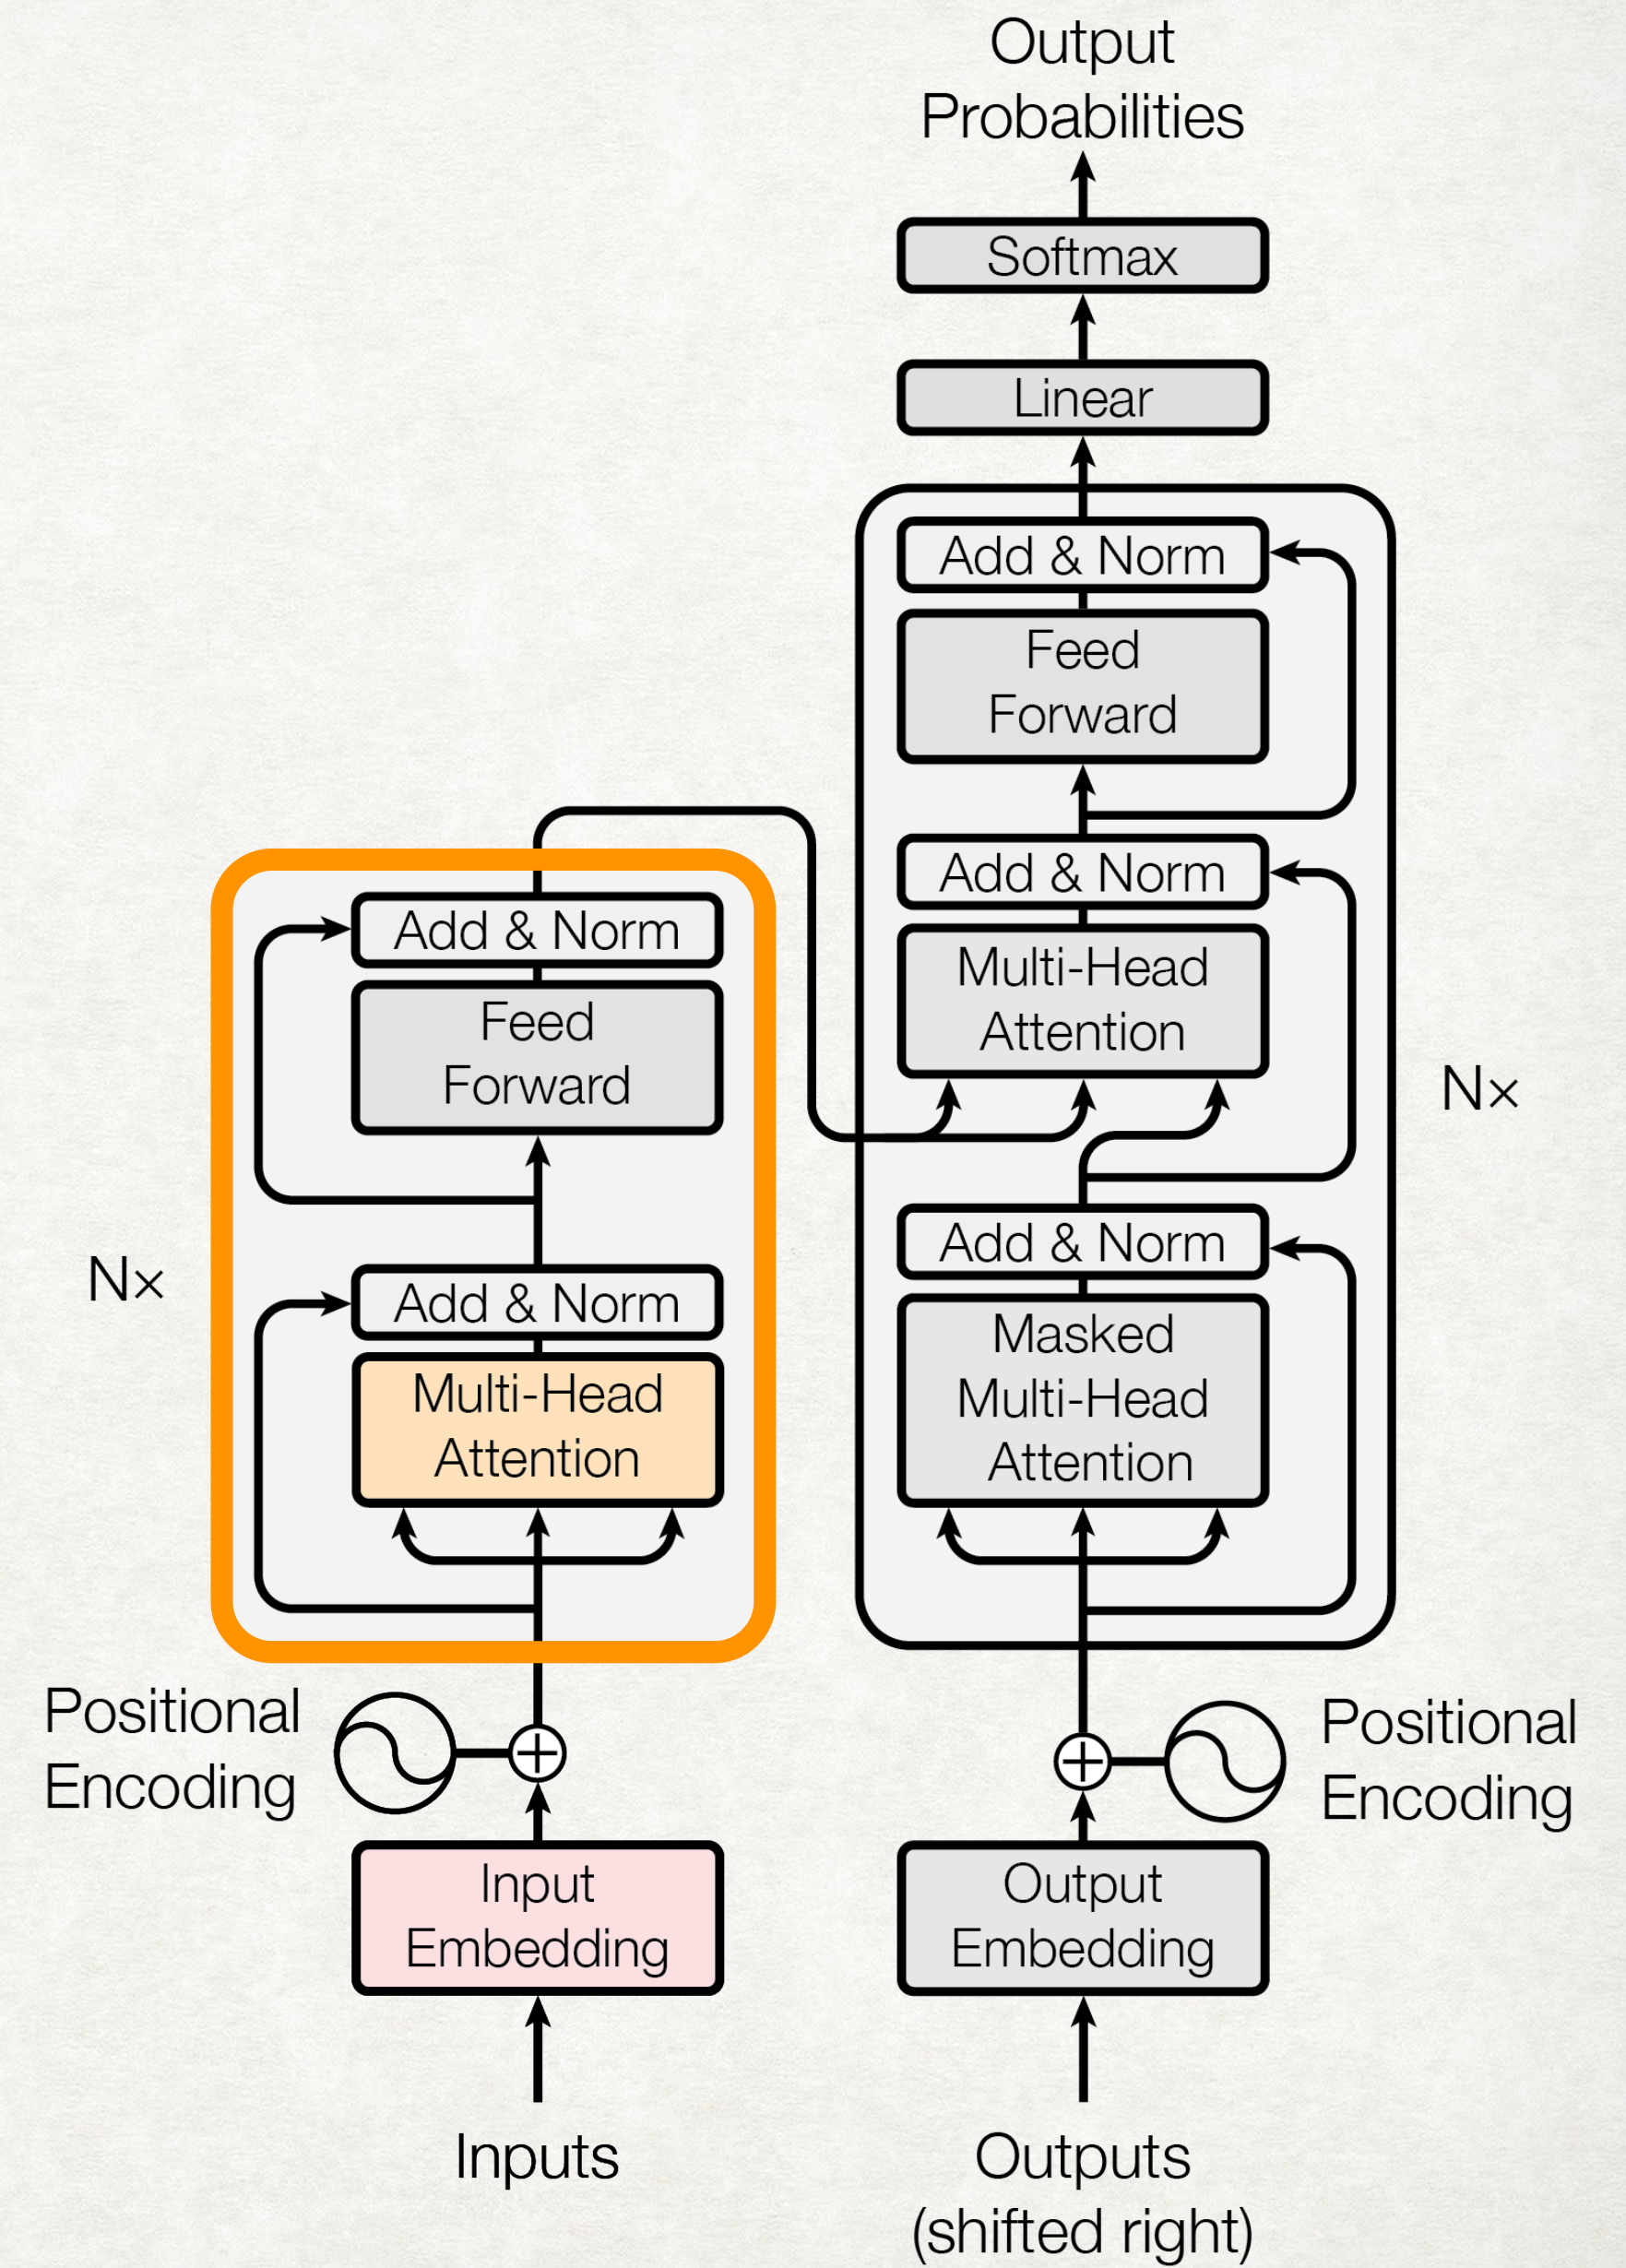 Output
Probabilities
Softmax
Linear
Add & Norm
Feed
Forward
Add & Norm
Multi-Head
Attention
Add & Norm
Masked
Multi-Head
Attention
N×
Add & Norm
Feed
Forward
Add & Norm
Multi-Head
Attention
N×
Positional
Encoding
Positional
Encoding
Input
Embedding
Output
Embedding
Inputs
Outputs
(shifted right)